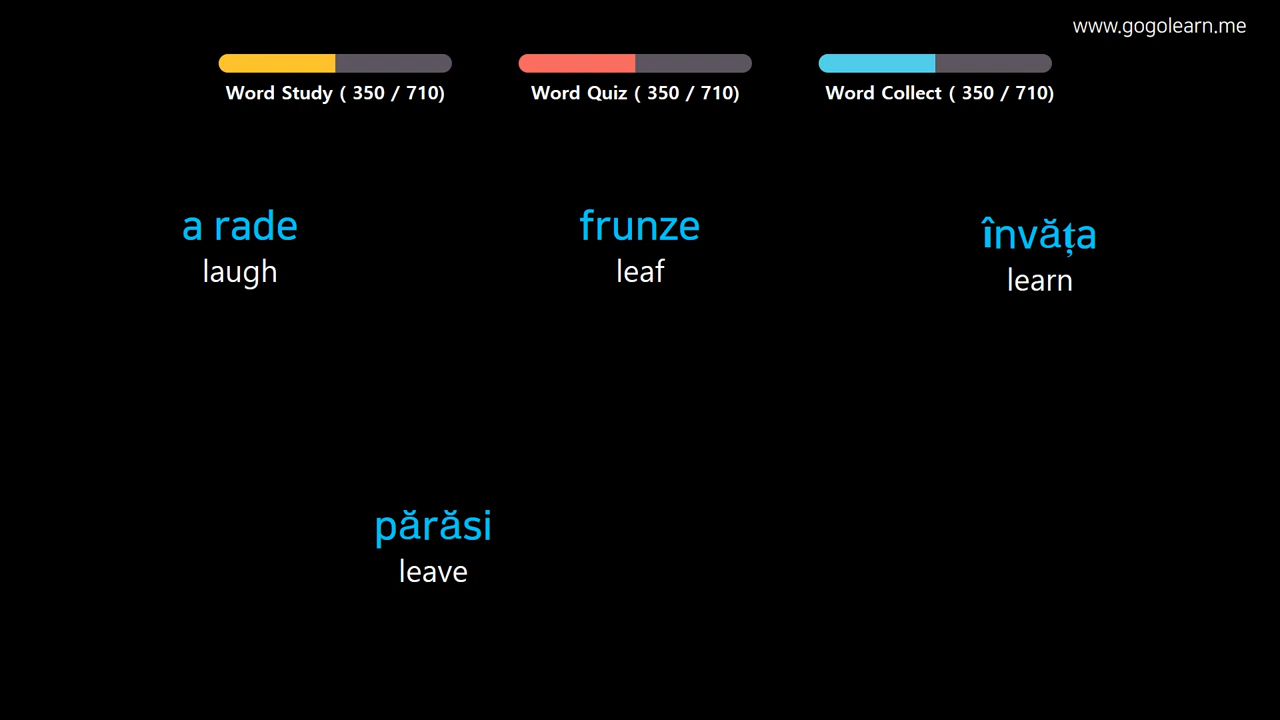 www.gogolearn.me
Word Study ( 350 / 710)
Word Quiz ( 350 / 710)
Word Collect ( 350 / 710)
a rade
laugh
frunze
leaf
învăța
learn
părăsi
leave